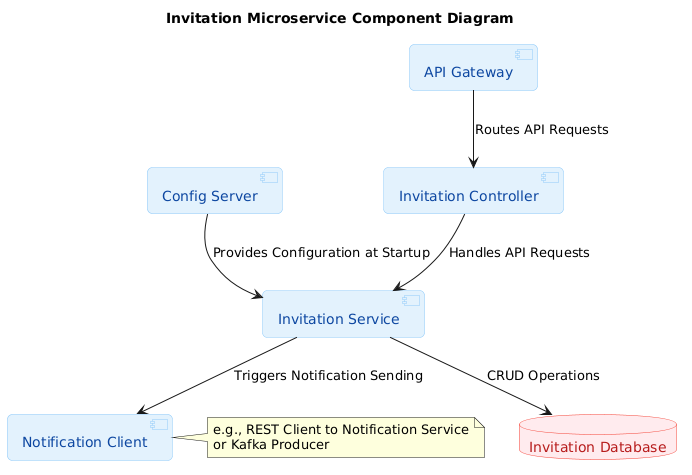 Invitation Microservice Component Diagram
API Gateway
Routes API Requests
Config Server
Invitation Controller
Provides Configuration at Startup
Handles API Requests
Invitation Service
Triggers Notification Sending
CRUD Operations
Notification Client
e.g., REST Client to Notification Service
or Kafka Producer
Invitation Database